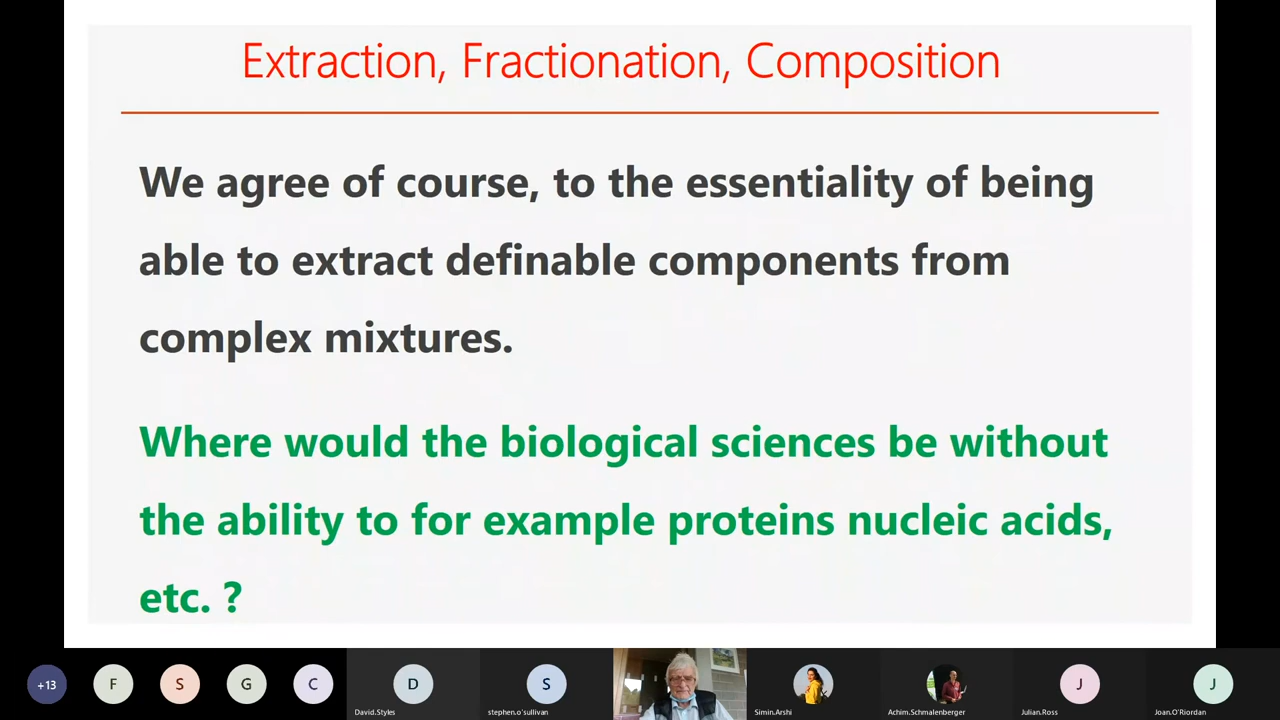 Extraction, Fractionation, Composition
We agree of course, to the essentiality of being
able to extract definable components from
complex mixtures.
Where would the biological sciences be without
the ability to for example proteins nucleic acids,
etc. ?
+13
F
S
G
C
D
S
J
J
David.Styles
stephen.o'sullivan
Simin.Arshi
Achim.Schmalenberger
Julian.Ross
Joan.O'Riordan